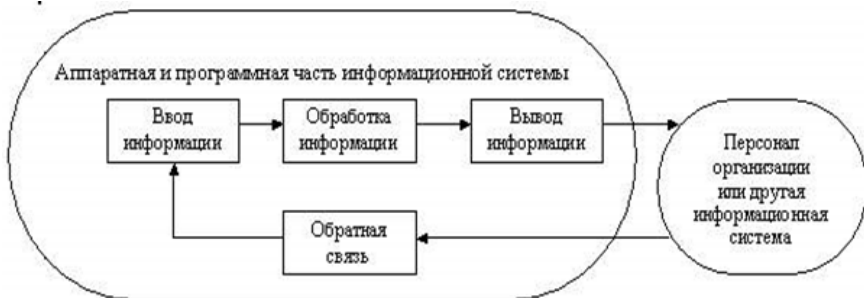 Аппаратная и программная часть информационной системы
Ввод
информации
Обработка
информации
Вывод
информации
Персонал
организации
или другая
информационная
система
Обратная
связь